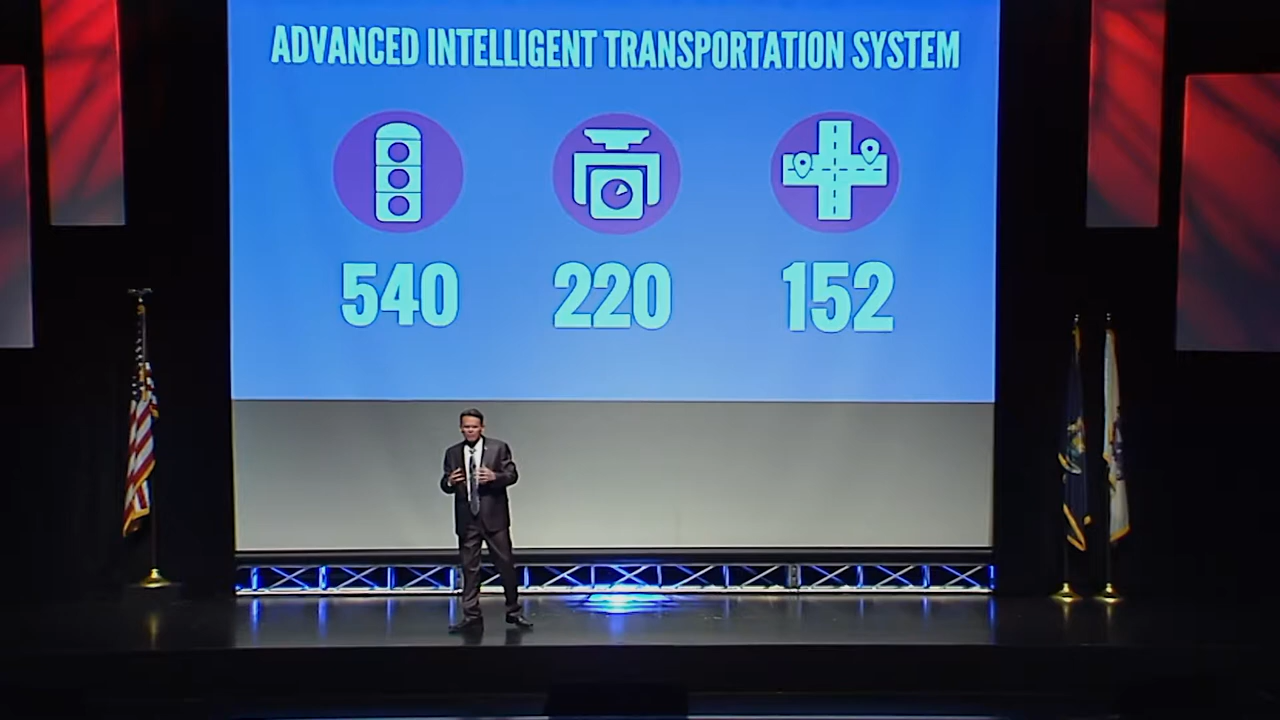 ADVANCED INTELLIGENT TRANSPORTATION SYSTEM
540 220 152